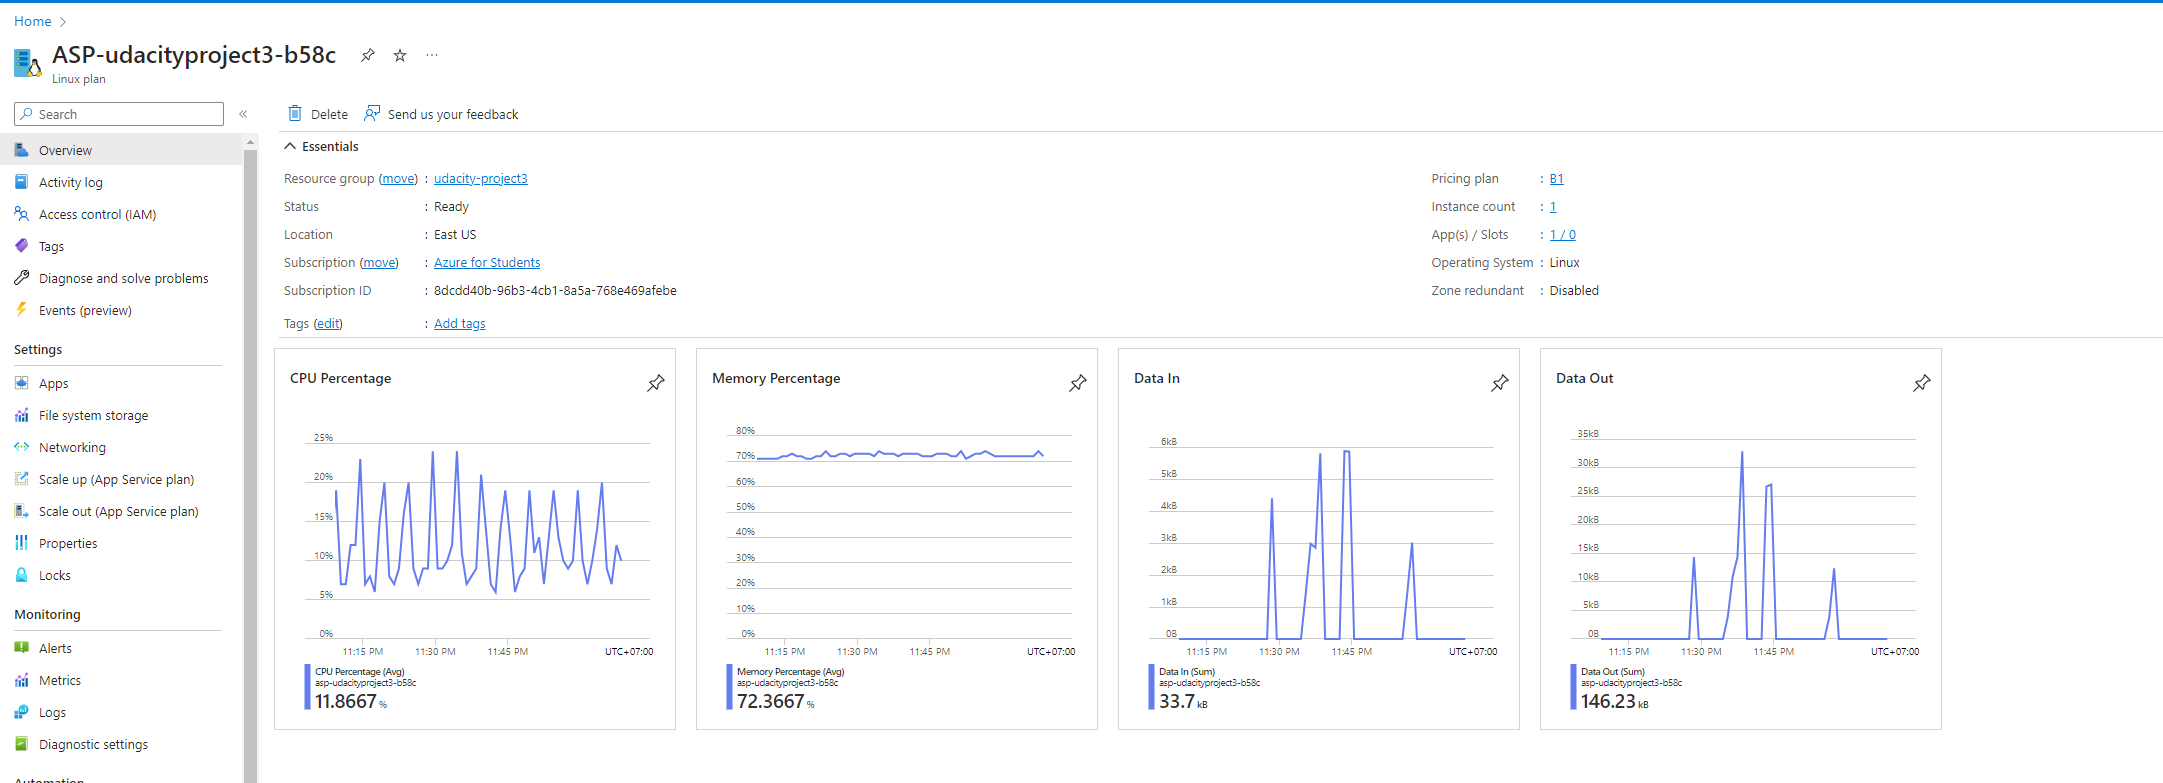 Home
ASP-udacityproject3-b58c
Linux plan
Search
Overview
Activity log
Access control (IAM)
Tags
Diagnose and solve problems
Events (preview)
Settings
Apps
File system storage
Networking
Scale up (App Service plan)
Scale out (App Service plan)
Properties
Locks
Monitoring
Alerts
Metrics
Logs
Diagnostic settings
Automation
Delete Send us your feedback
Essentials
Resource group (move) : udacity-project3
Status : Ready
Location : East US
Subscription (move) : Azure for Students
Subscription ID : 8dcdd40b-96b3-4cb1-8a5a-768e469afebe
Tags (edit) : Add tags
Pricing plan : B1
Instance count : 1
App(s) / Slots : 1 / 0
Operating System : Linux
Zone redundant : Disabled
CPU Percentage
25%
20%
15%
10%
5%
0%
11:15 PM 11:30 PM 11:45 PM UTC+07:00
CPU Percentage (Avg)
asp-udacityproject3-b58c
11.8667 %
Memory Percentage
80%
70%
60%
50%
40%
30%
20%
10%
0%
11:15 PM 11:30 PM 11:45 PM UTC+07:00
Memory Percentage (Avg)
asp-udacityproject3-b58c
72.3667 %
Data In
6kB
5kB
4kB
3kB
2kB
1kB
0B
11:15 PM 11:30 PM 11:45 PM UTC+07:00
Data In (Sum)
asp-udacityproject3-b58c
33.7 kB
Data Out
35kB
30kB
25kB
20kB
15kB
10kB
5kB
0B
11:15 PM 11:30 PM 11:45 PM UTC+07:00
Data Out (Sum)
asp-udacityproject3-b58c
146.23 kB